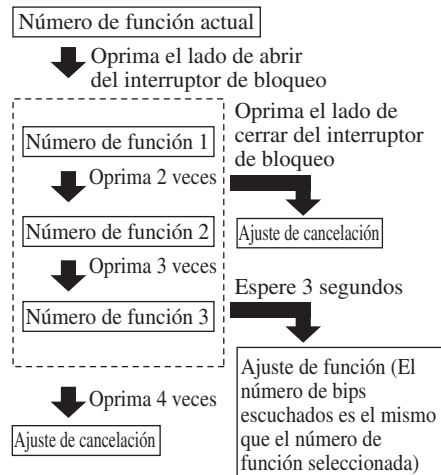 Número de función actual
Oprima el lado de abrir
del interruptor de bloqueo
Oprima el lado de
cerrar del interruptor
de bloqueo
Número de función 1
Oprima 2 veces
Número de función 2
Ajuste de cancelación
Oprima 3 veces
Espere 3 segundos
Número de función 3
Ajuste de función (El
número de bips
escuchados es el mismo
que el número de
función seleccionada)
Oprima 4 veces
Ajuste de cancelación